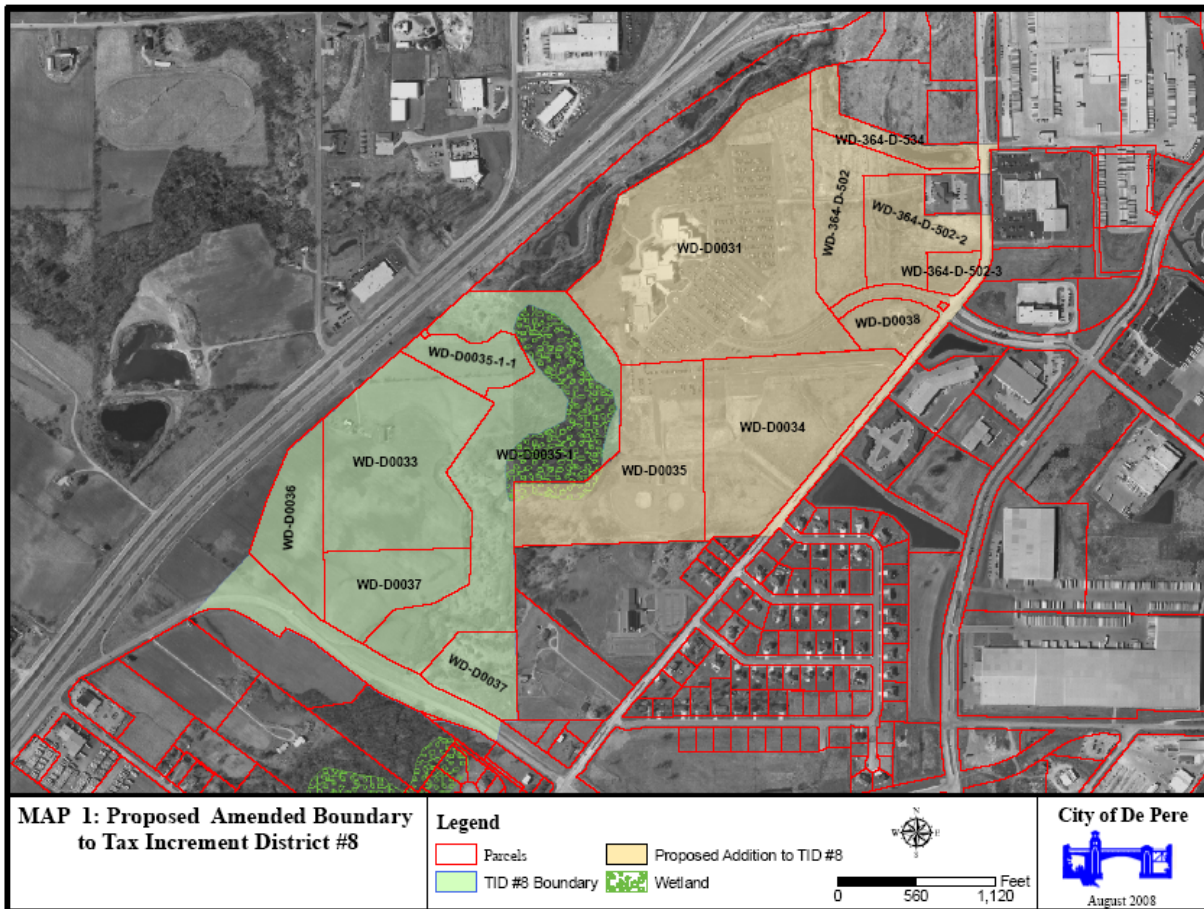 WD-364-D-534
WD-364-D-502
WD-364-D-502-2
WD-D0031
WD-364-D-502-3
WD-D0038
WD-D0035-1-1
WD-D0034
WD-D0033
WD-D0035-1
WD-D0035
WD-D0036
WD-D0037
WD-D0037
MAP 1: Proposed Amended Boundary
to Tax Increment District #8
Legend
Parcels
Proposed Addition to TID #8
TID #8 Boundary
Wetland
N
W E
S
Feet
0 560 1,120
City of De Pere
August 2008